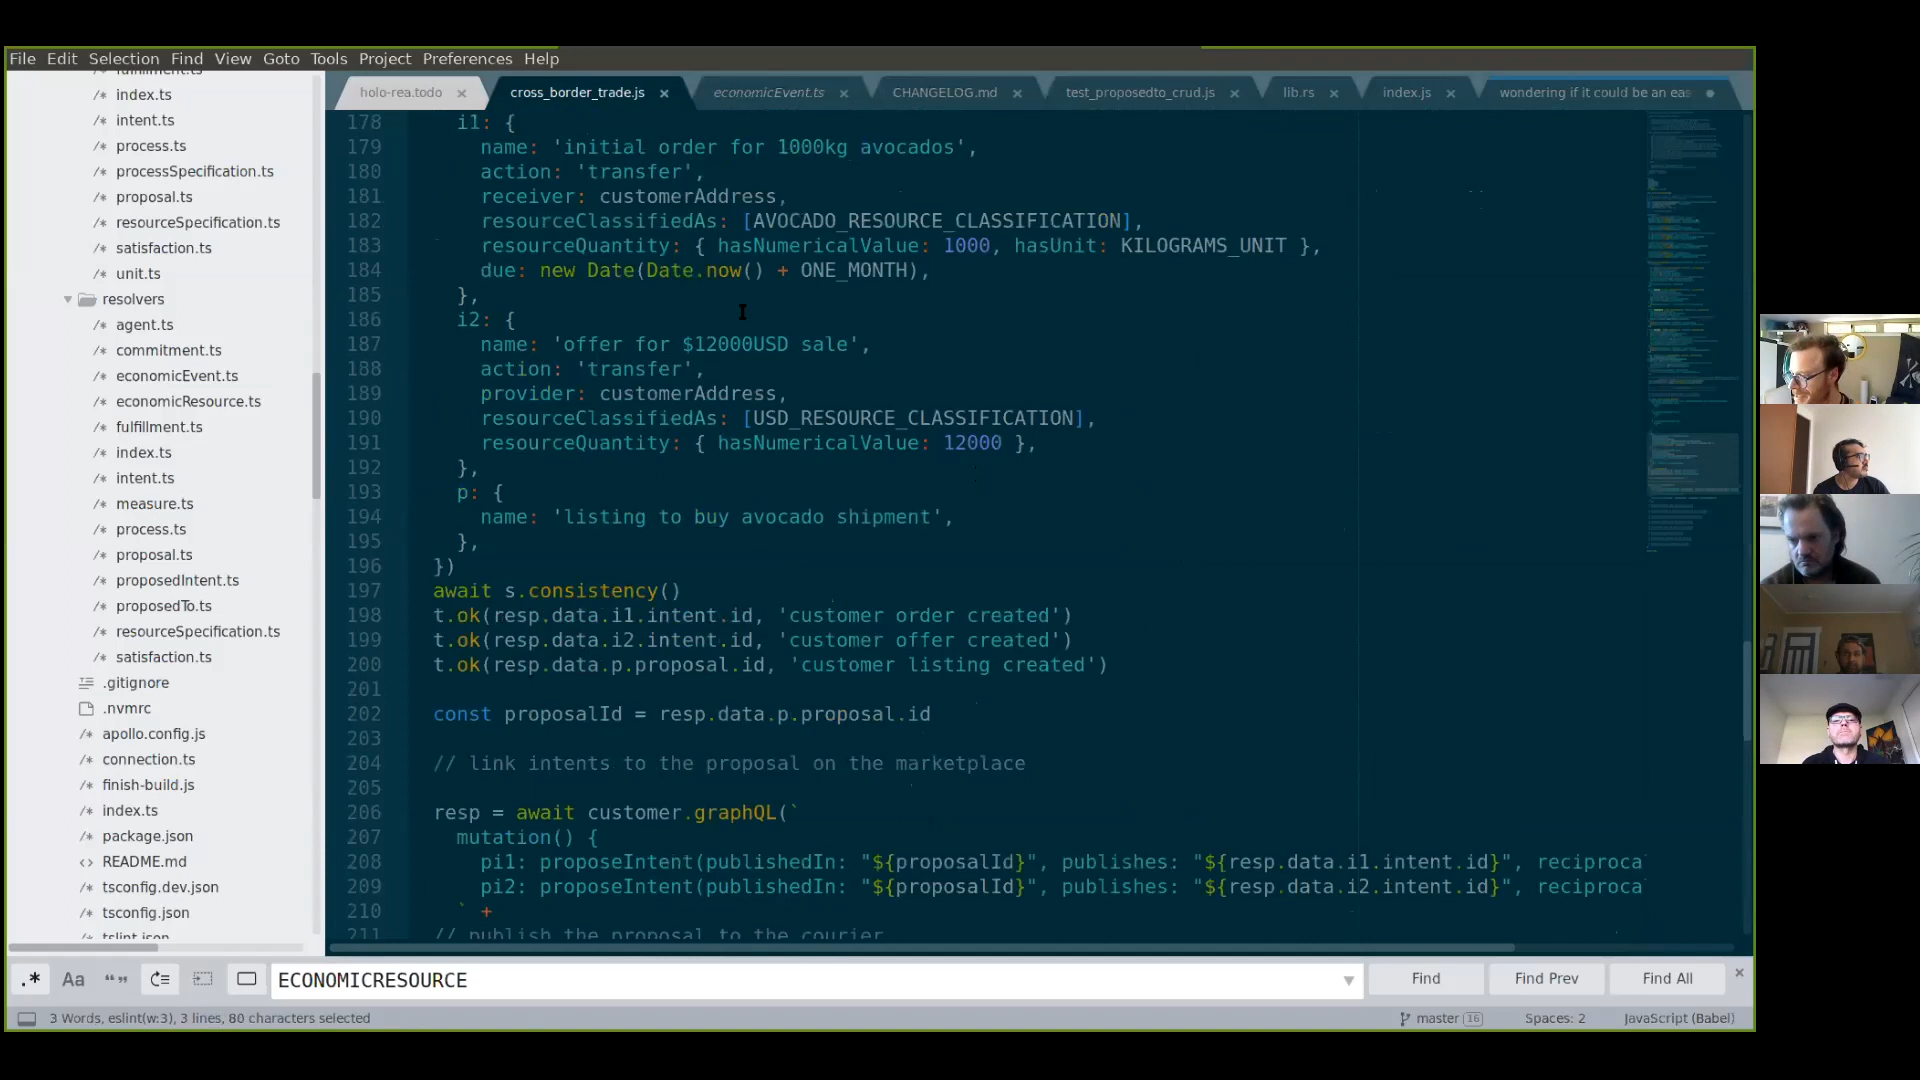 File Edit Selection Find View Goto Tools Project Preferences Help
holo-rea.todo cross_border_trade.js economicEvent.ts CHANGELOG.md test_proposedto_crud.js lib.rs index.js wondering if it could be an eas
fulfillment.ts
index.ts
intent.ts
process.ts
processSpecification.ts
proposal.ts
resourceSpecification.ts
satisfaction.ts
unit.ts
resolvers
agent.ts
commitment.ts
economicEvent.ts
economicResource.ts
fulfillment.ts
index.ts
intent.ts
measure.ts
process.ts
proposal.ts
proposedIntent.ts
proposedTo.ts
resourceSpecification.ts
satisfaction.ts
.gitignore
.nvmrc
apollo.config.js
connection.ts
finish-build.js
index.ts
package.json
README.md
tsconfig.dev.json
tsconfig.json
tslint.json
178 i1: {
179 name: 'initial order for 1000kg avocados',
180 action: 'transfer',
181 receiver: customerAddress,
182 resourceClassifiedAs: [AVOCADO_RESOURCE_CLASSIFICATION],
183 resourceQuantity: { hasNumericalValue: 1000, hasUnit: KILOGRAMS_UNIT },
184 due: new Date(Date.now() + ONE_MONTH),
185 },
186 i2: {
187 name: 'offer for $12000USD sale',
188 action: 'transfer',
189 provider: customerAddress,
190 resourceClassifiedAs: [USD_RESOURCE_CLASSIFICATION],
191 resourceQuantity: { hasNumericalValue: 12000 },
192 },
193 p: {
194 name: 'listing to buy avocado shipment',
195 },
196 })
197 await s.consistency()
198 t.ok(resp.data.i1.intent.id, 'customer order created')
199 t.ok(resp.data.i2.intent.id, 'customer offer created')
200 t.ok(resp.data.p.proposal.id, 'customer listing created')
201
202 const proposalId = resp.data.p.proposal.id
203
204 // link intents to the proposal on the marketplace
205
206 resp = await customer.graphQL(`
207 mutation() {
208 pi1: proposeIntent(publishedIn: "${proposalId}", publishes: "${resp.data.i1.intent.id}", reciproca
209 pi2: proposeIntent(publishedIn: "${proposalId}", publishes: "${resp.data.i2.intent.id}", reciproca
210 ` +
211 // publish the proposal to the courier
.* Aa “” ECONOMICRESOURCE Find Find Prev Find All
3 Words, eslint(w:3), 3 lines, 80 characters selected master 16 Spaces: 2 JavaScript (Babel)